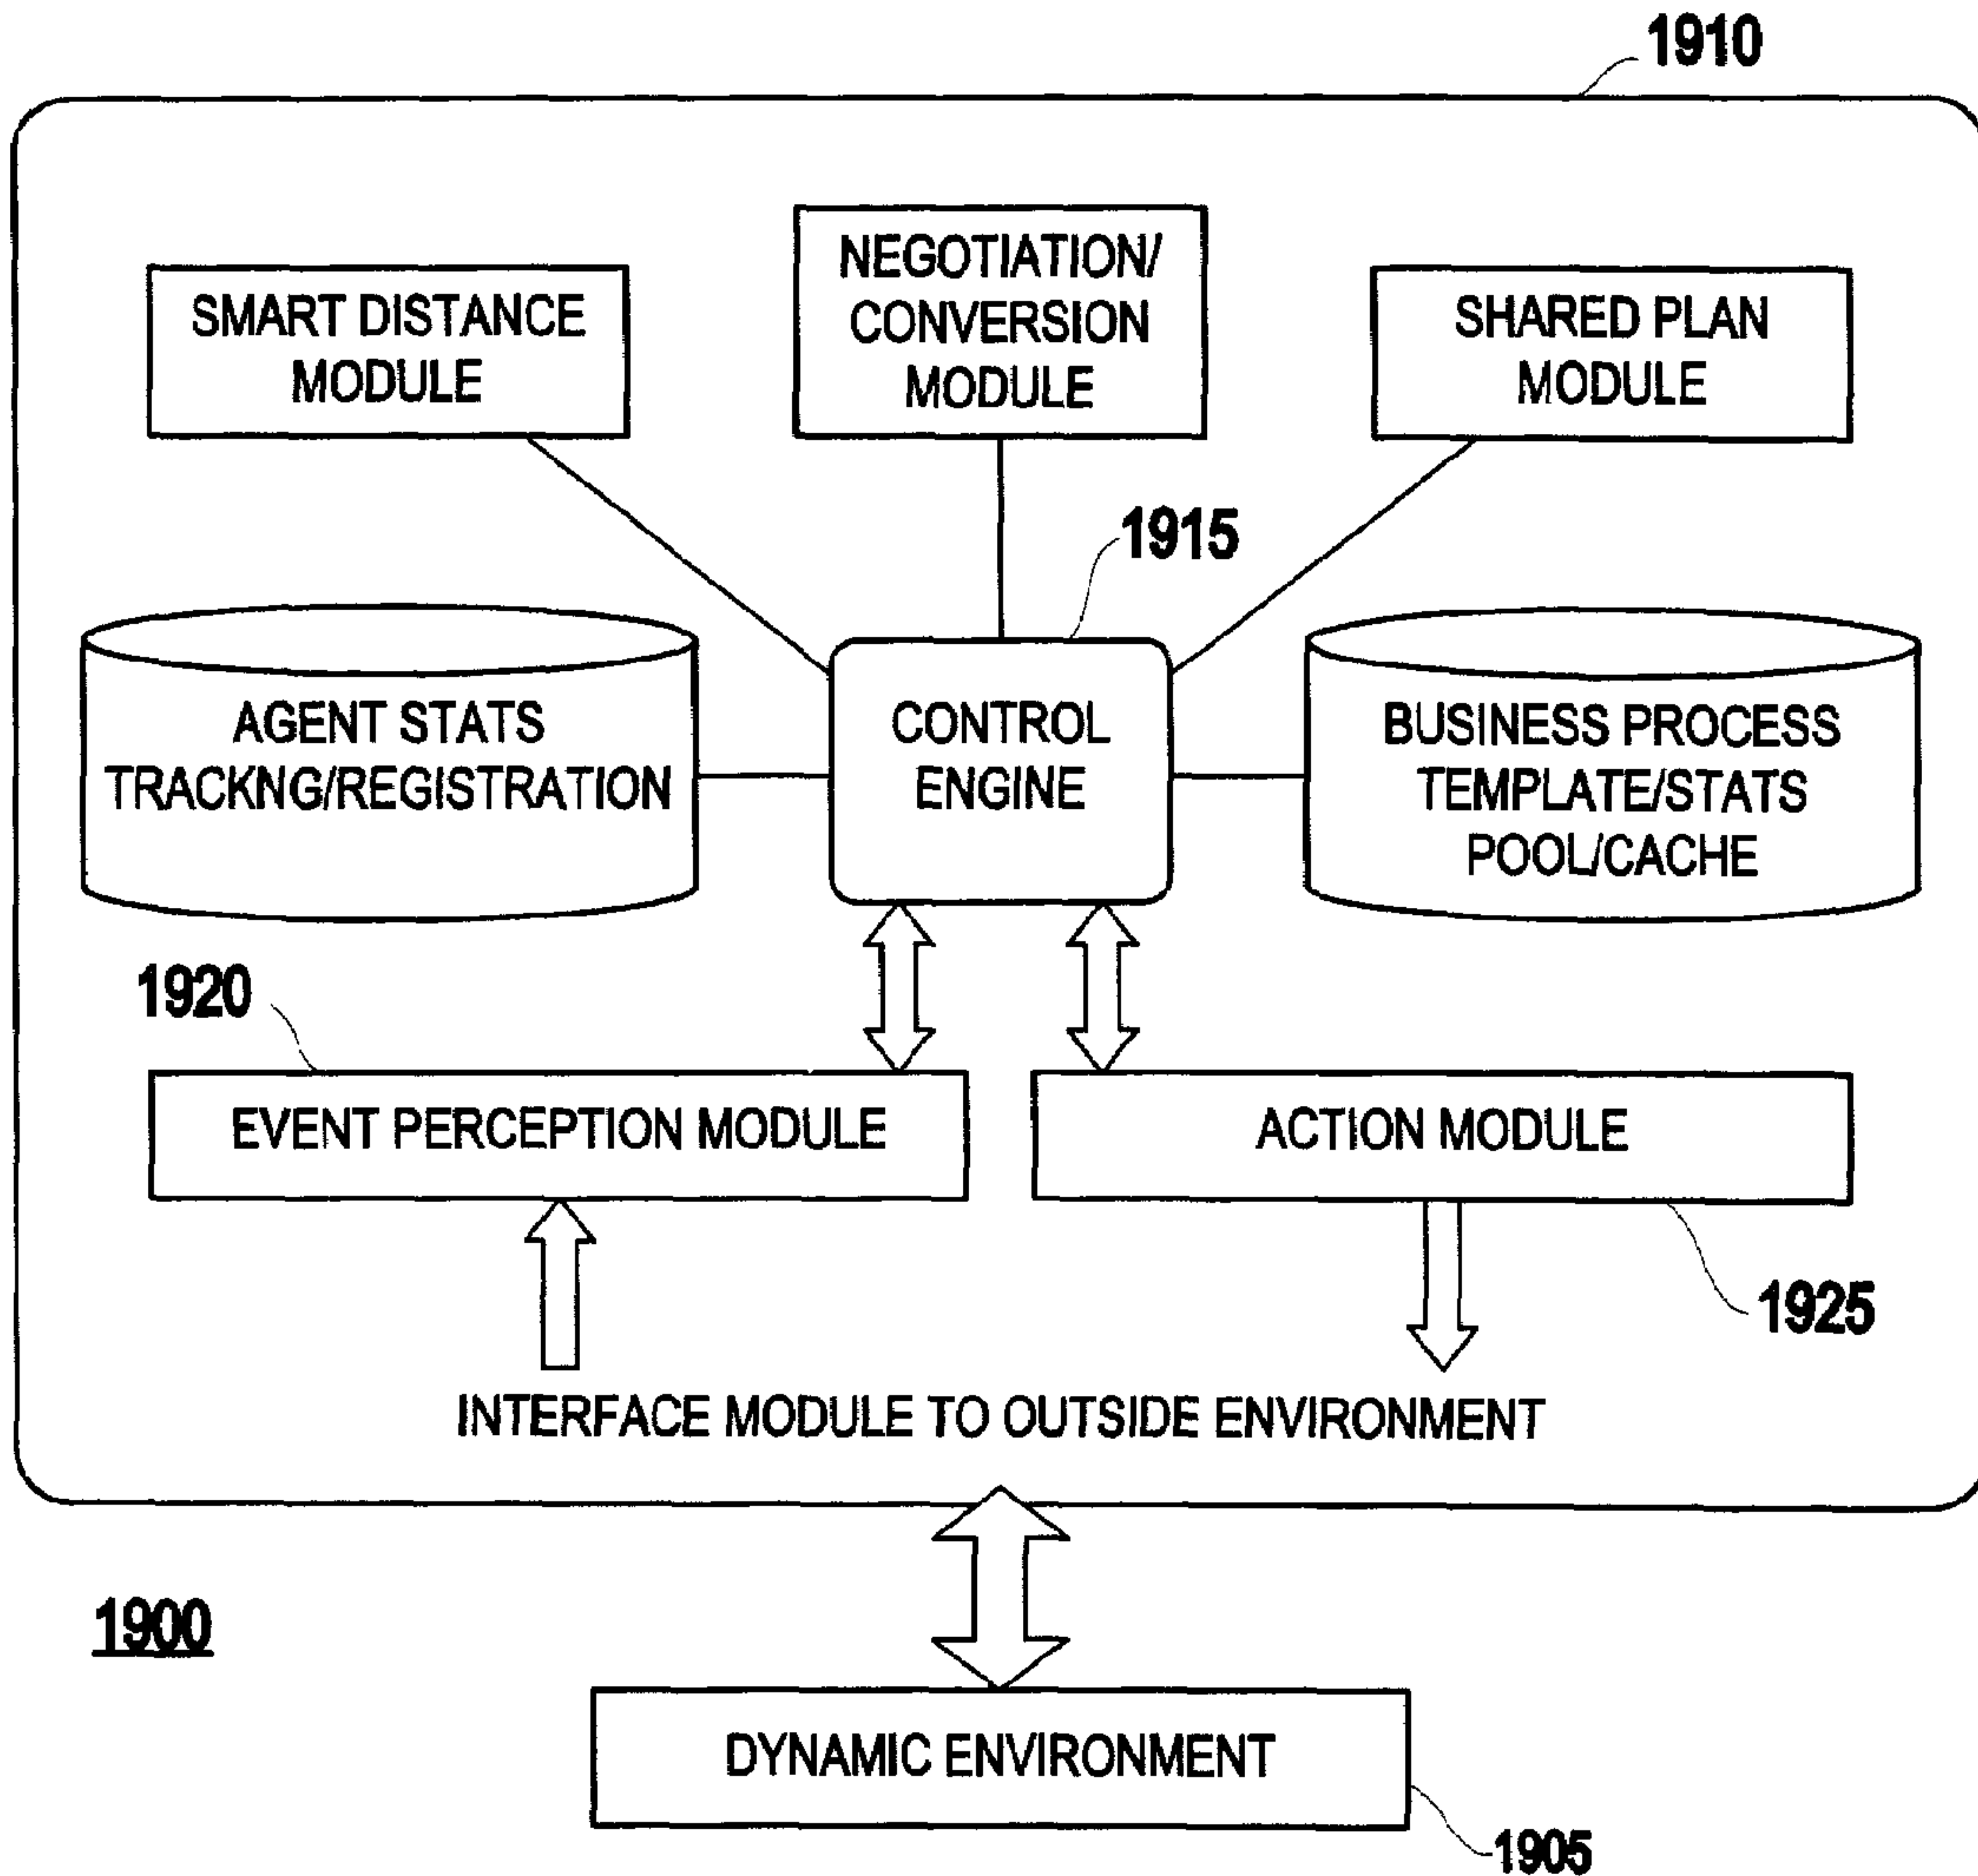 1910
NEGOTIATION/
CONVERSION
MODULE
SMART DISTANCE
MODULE
SHARED PLAN
MODULE
1915
AGENT STATS
TRACKNG/REGISTRATION
CONTROL
ENGINE
BUSINESS PROCESS
TEMPLATE/STATS
POOL/CACHE
1920
EVENT PERCEPTION MODULE
ACTION MODULE
1925
INTERFACE MODULE TO OUTSIDE ENVIRONMENT
1900
DYNAMIC ENVIRONMENT
1905